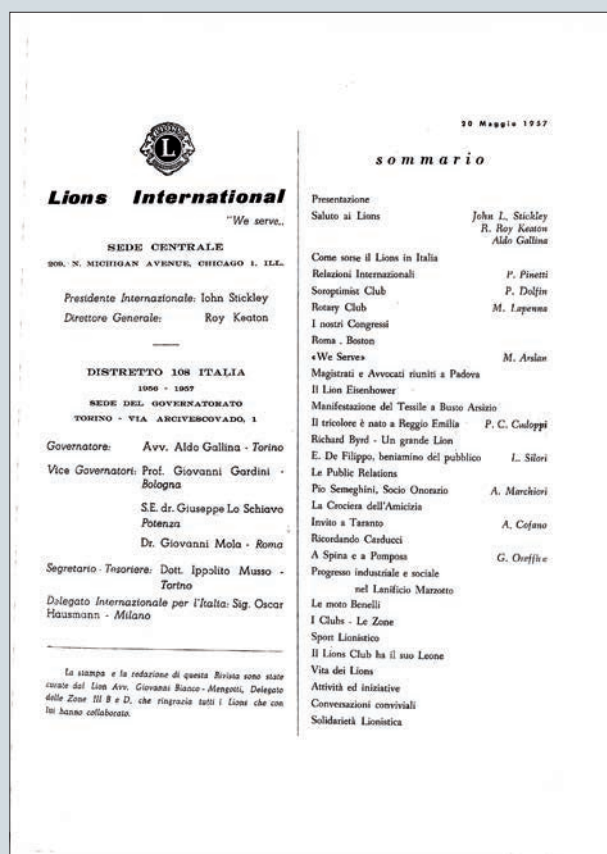 LIONS
L
Lions International
"We serve„
SEDE CENTRALE
209, N. MICHIGAN AVENUE, CHICAGO 1. ILL.
Presidente Internazionale: John Stickley
Direttore Generale: Roy Keaton
DISTRETTO 108 ITALIA
1956 - 1957
SEDE DEL GOVERNATORATO
TORINO - VIA ARCIVESCOVADO, 1
Governatore: Avv. Aldo Gallina - Torino
Vice Governatori: Prof. Giovanni Gardini -
Bologna
S.E. dr. Giuseppe Lo Schiavo
Potenza
Dr. Giovanni Mola - Roma
Segretario - Tesoriere: Dott. Ippolito Musso -
Torino
Delegato Internazionale per l'Italia: Sig. Oscar
Hausmann - Milano
La stampa e la redazione di questa Rivista sono state
curate dal Lion Avv. Giovanni Bianco - Mengotti, Delegato
delle Zone III B e D, che ringrazia tutti i Lions che con
lui hanno collaborato.
20 Maggio 1957
sommario
Presentazione
Saluto ai Lions John L. Stickley
R. Roy Keaton
Aldo Gallina
Come sorse il Lions in Italia
Relazioni Internazionali P. Pinetti
Soroptimist Club P. Dolfin
Rotary Club M. Lapenna
I nostri Congressi
Roma . Boston
«We Serve» M. Arslan
Magistrati e Avvocati riuniti a Padova
Il Lion Eisenhower
Manifestazione del Tessile a Busto Arsizio
Il tricolore è nato a Reggio Emilia P. C. Cadoppi
Richard Byrd - Un grande Lion
E. De Filippo, beniamino del pubblico L. Silori
Le Public Relations
Pio Semeghini, Socio Onorario A. Marchiori
La Crociera dell'Amicizia
Invito a Taranto A. Cofano
Ricordando Carducci
A Spina e a Pomposa G. Oreffice
Progresso industriale e sociale
nel Lanificio Marzotto
Le moto Benelli
I Clubs - Le Zone
Sport Lionistico
Il Lions Club ha il suo Leone
Vita dei Lions
Attività ed iniziative
Conversazioni conviviali
Solidarietà Lionistica